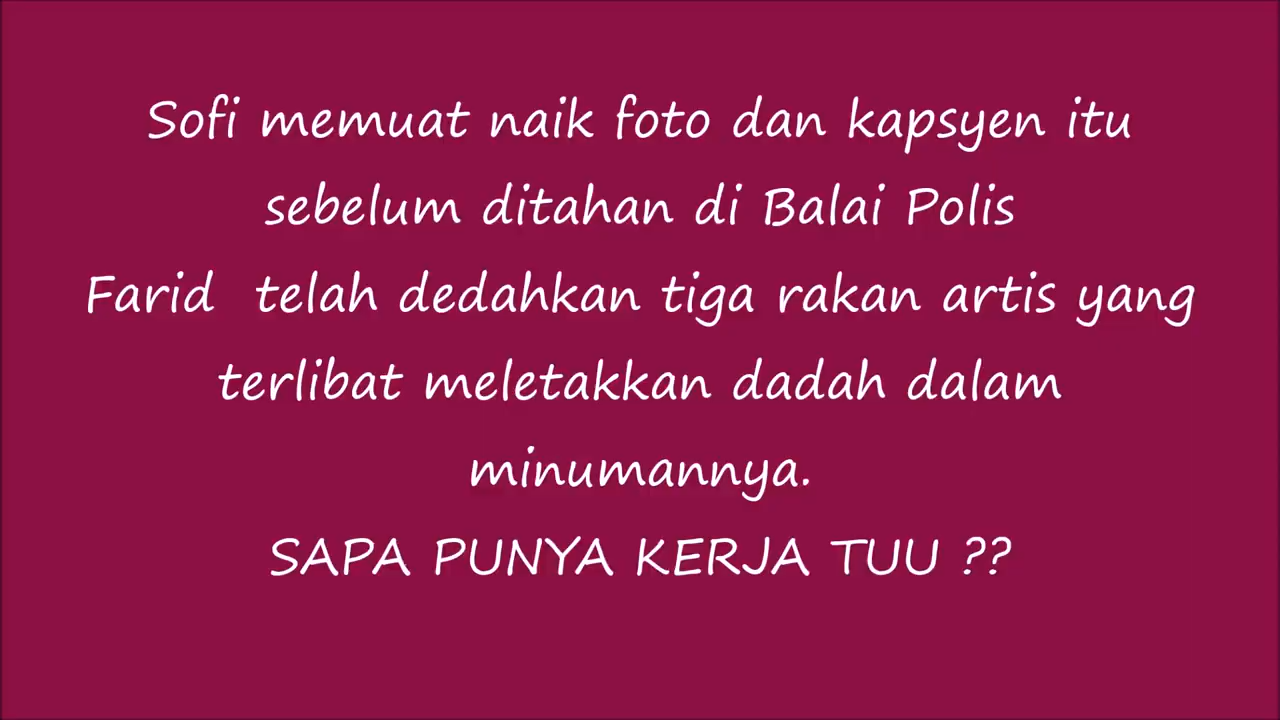 Sofi memuat naik foto dan kapsyen itu
sebelum ditahan di Balai Polis
Farid telah dedahkan tiga rakan artis yang
terlibat meletakkan dadah dalam
minumannya.
SAPA PUNYA KERJA TUU ??